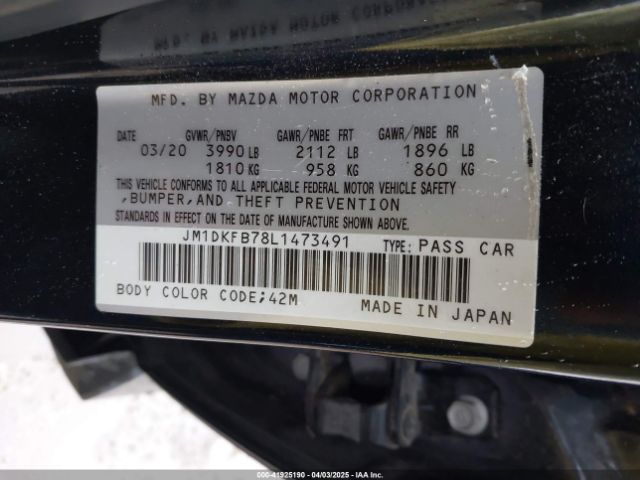 MFD. BY MAZDA MOTOR CORPORATION
DATE GVWR/PNBV GAWR/PNBE FRT GAWR/PNBE RR
03/20 3990 LB 2112 LB 1896 LB
1810 KG 958 KG 860 KG
THIS VEHICLE CONFORMS TO ALL APPLICABLE FEDERAL MOTOR VEHICLE SAFETY
,BUMPER,AND THEFT PREVENTION
STANDARDS IN EFFECT ON THE DATE OF MANUFACTURE SHOWN ABOVE.
JM1DKFB78L1473491 TYPE: PASS CAR
BODY COLOR CODE;42M
MADE IN JAPAN
000-41925190 - 04/03/2025 - IAA Inc.